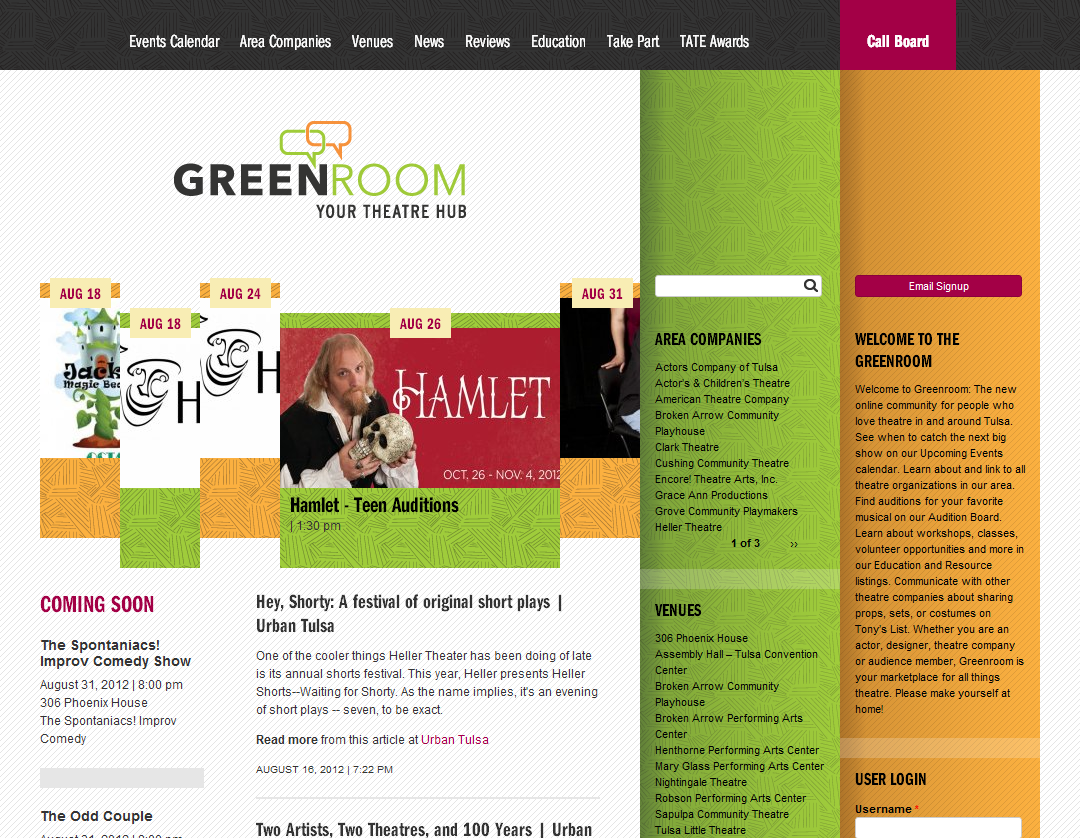 Events Calendar Area Companies Venues News Reviews Education Take Part TATE Awards Call Board
GREENROOM
YOUR THEATRE HUB
AUG 18
Magic Bea
AUG 18
H
AUG 24
H
AUG 26
HAMLET
OCT. 26 - NOV. 4, 2012
Hamlet - Teen Auditions
| 1:30 pm
AUG 31
COMING SOON
The Spontaniacs!
Improv Comedy Show
August 31, 2012 | 8:00 pm
306 Phoenix House
The Spontaniacs! Improv
Comedy
The Odd Couple
Hey, Shorty: A festival of original short plays |
Urban Tulsa
One of the cooler things Heller Theater has been doing of late
is its annual shorts festival. This year, Heller presents Heller
Shorts--Waiting for Shorty. As the name implies, it's an evening
of short plays -- seven, to be exact.
Read more from this article at Urban Tulsa
AUGUST 16, 2012 | 7:22 PM
Two Artists, Two Theatres, and 100 Years | Urban
AREA COMPANIES
Actors Company of Tulsa
Actor's & Children's Theatre
American Theatre Company
Broken Arrow Community
Playhouse
Clark Theatre
Cushing Community Theatre
Encore! Theatre Arts, Inc.
Grace Ann Productions
Grove Community Playmakers
Heller Theatre
1 of 3 ››
VENUES
306 Phoenix House
Assembly Hall – Tulsa Convention
Center
Broken Arrow Community
Playhouse
Broken Arrow Performing Arts
Center
Henthorne Performing Arts Center
Mary Glass Performing Arts Center
Nightingale Theatre
Robson Performing Arts Center
Sapulpa Community Theatre
Tulsa Little Theatre
Email Signup
WELCOME TO THE
GREENROOM
Welcome to Greenroom: The new
online community for people who
love theatre in and around Tulsa.
See when to catch the next big
show on our Upcoming Events
calendar. Learn about and link to all
theatre organizations in our area.
Find auditions for your favorite
musical on our Audition Board.
Learn about workshops, classes,
volunteer opportunities and more in
our Education and Resource
listings. Communicate with other
theatre companies about sharing
props, sets, or costumes on
Tony's List. Whether you are an
actor, designer, theatre company
or audience member, Greenroom is
your marketplace for all things
theatre. Please make yourself at
home!
USER LOGIN
Username *